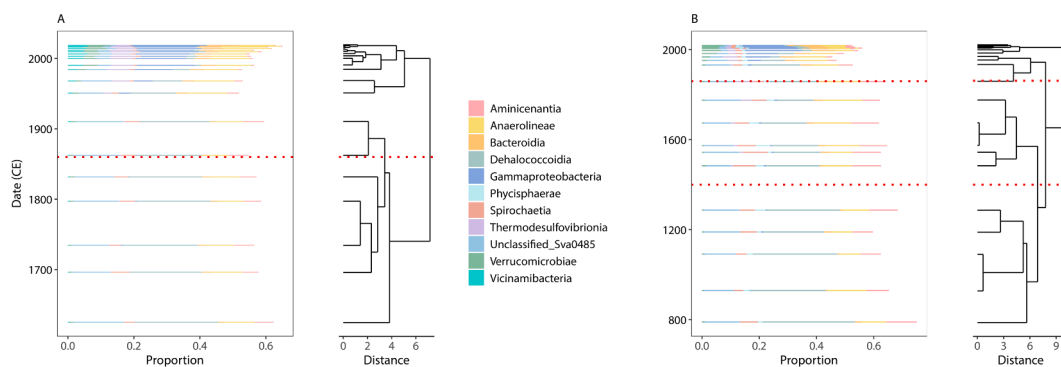 A
Date (CE)
2000
1900
1800
1700
0.0 0.2 0.4 0.6
Proportion
0 2 4 6
Distance
Aminicenantia
Anaerolineae
Bacteroidia
Dehalococcoidia
Gammaproteobacteria
Phycisphaerae
Spirochaetia
Thermodesulfovibrionia
Unclassified_Sva0485
Verrucomicrobiae
Vicinamibacteria
B
2000
1600
1200
800
0.0 0.2 0.4 0.6
Proportion
0 3 6 9
Distance